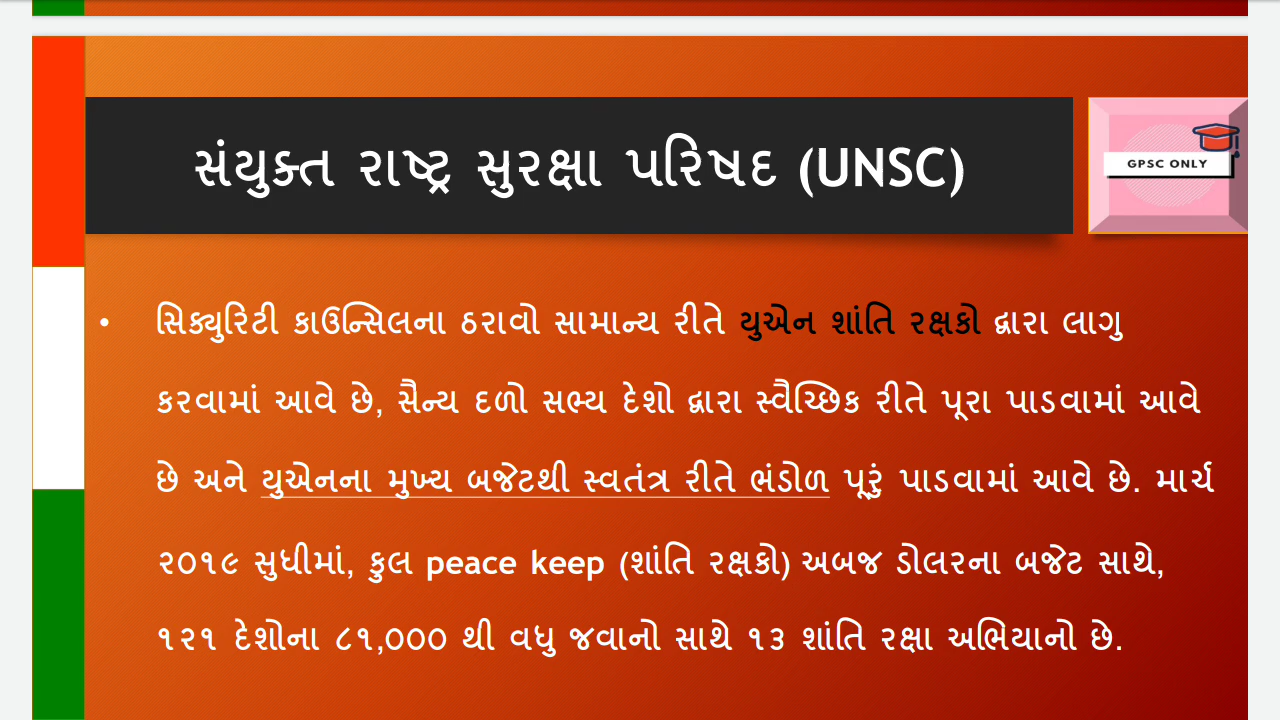 સંયુક્ત રાષ્ટ્ર સુરક્ષા પરિષદ (UNSC)
GPSC ONLY
• સિક્યુરિટી કાઉન્સિલના ઠરાવો સામાન્ય રીતે યુએન શાંતિ રક્ષકો દ્વારા લાગુ
કરવામાં આવે છે, સૈન્ય દળો સભ્ય દેશો દ્વારા સ્વૈચ્છિક રીતે પૂરા પાડવામાં આવે
છે અને યુએનના મુખ્ય બજેટથી સ્વતંત્ર રીતે ભંડોળ પૂરું પાડવામાં આવે છે. માર્ચ
૨૦૧૯ સુધીમાં, કુલ peace keep (શાંતિ રક્ષકો) અબજ ડોલરના બજેટ સાથે,
૧૨૧ દેશોના ૮૧,૦૦૦ થી વધુ જવાનો સાથે ૧૩ શાંતિ રક્ષા અભિયાનો છે.